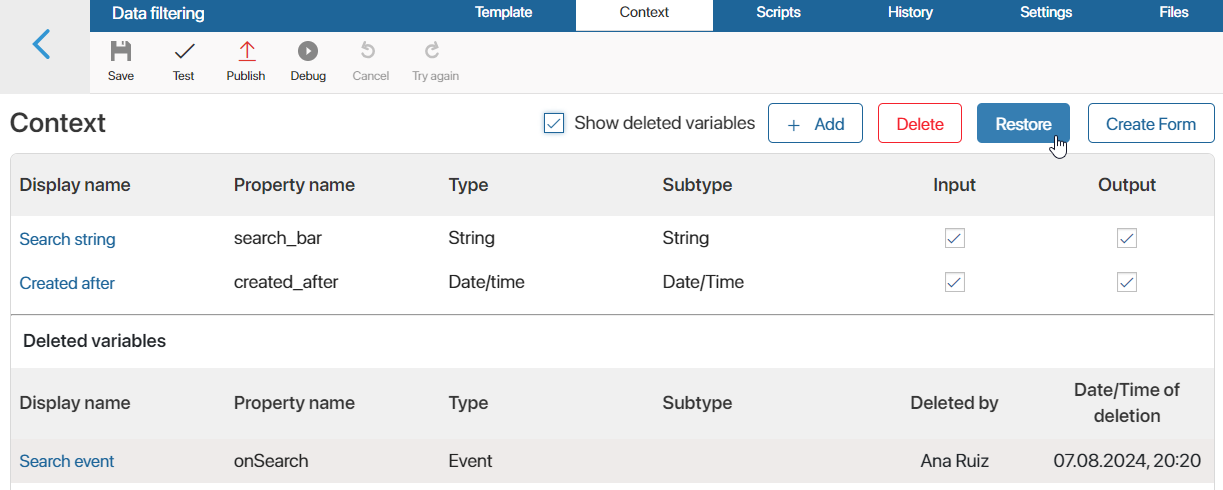 Data filtering Template Context Scripts History Settings Files
Save Test Publish Debug Cancel Try again
Context Show deleted variables + Add Delete Restore Create Form
Display name Property name Type Subtype Input Output
Search string search_bar String String
Created after created_after Date/time Date/Time
Deleted variables
Display name Property name Type Subtype Deleted by Date/Time of
deletion
Search event onSearch Event Ana Ruiz 07.08.2024, 20:20